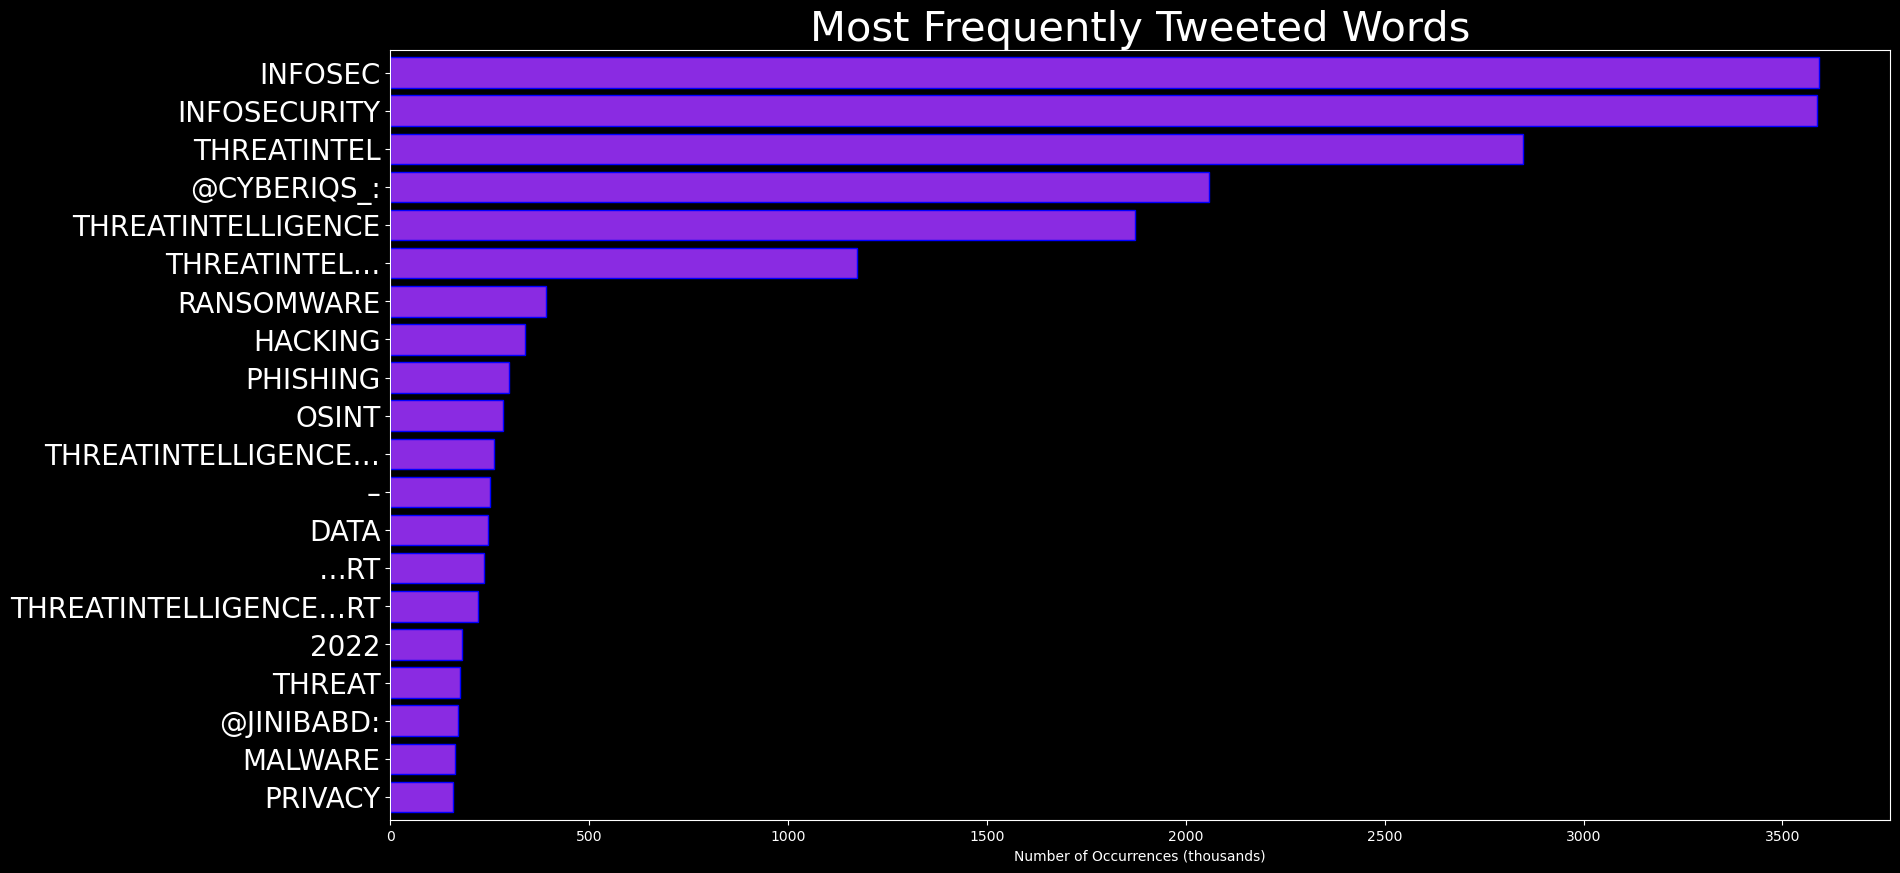 Most Frequently Tweeted Words
INFOSEC
INFOSECURITY
THREATINTEL
@CYBERIQS_:
THREATINTELLIGENCE
THREATINTEL…
RANSOMWARE
HACKING
PHISHING
OSINT
THREATINTELLIGENCE…
–
DATA
…RT
THREATINTELLIGENCE…RT
2022
THREAT
@JINIBABD:
MALWARE
PRIVACY
0 500 1000 1500 2000 2500 3000 3500
Number of Occurrences (thousands)